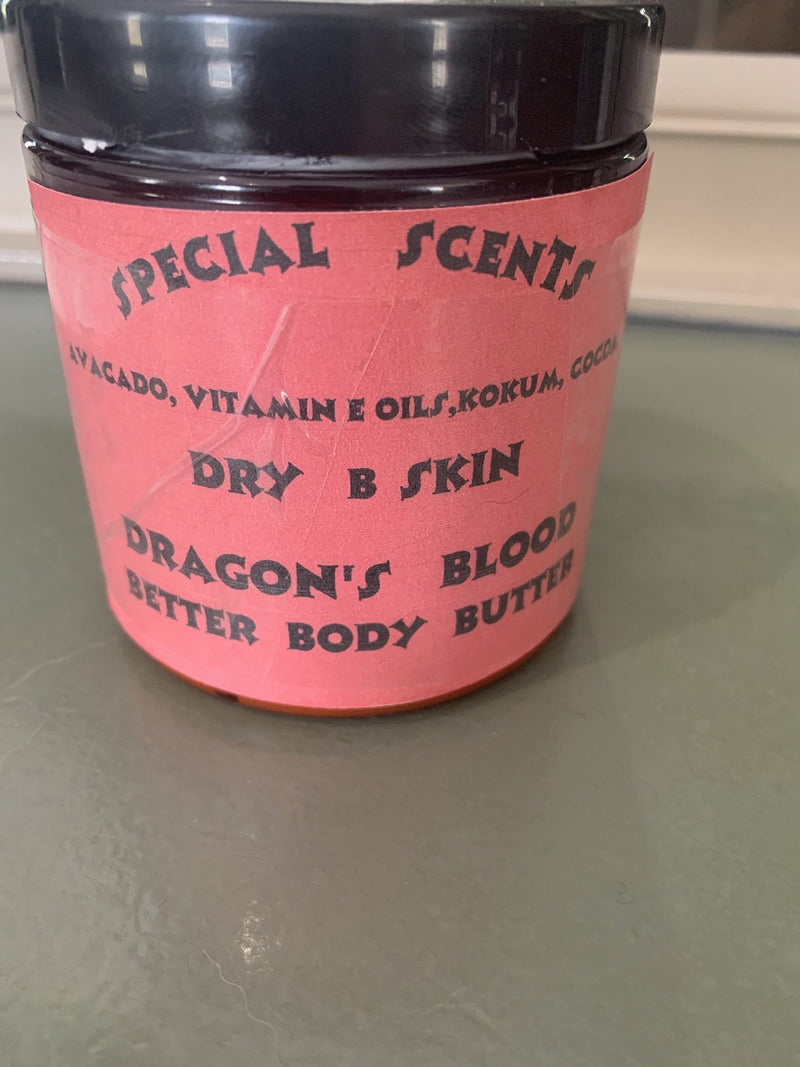 SPECIAL SCENTS
AVACADO, VITAMIN E OILS,KOKUM, COCOA
DRY B SKIN
DRAGON'S BLOOD
BETTER BODY BUTTER